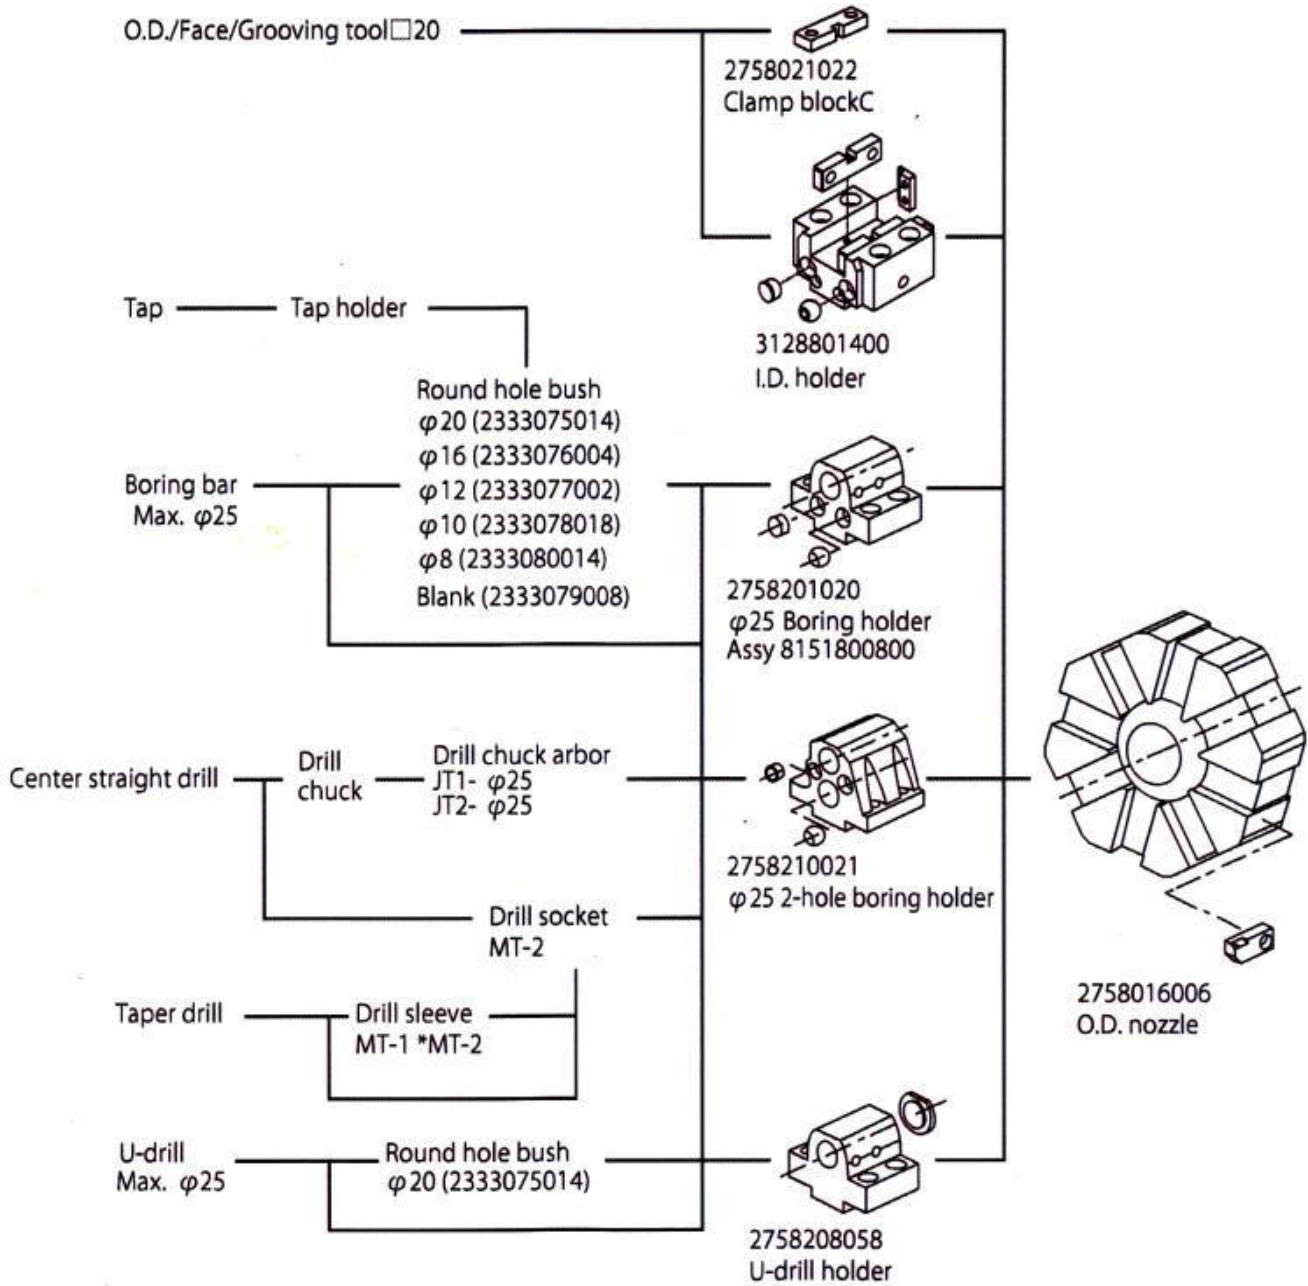 O.D./Face/Grooving tool□20
2758021022
Clamp blockC
3128801400
I.D. holder
Tap
Tap holder
Round hole bush
φ20 (2333075014)
φ16 (2333076004)
φ12 (2333077002)
φ10 (2333078018)
φ8 (2333080014)
Blank (2333079008)
Boring bar
Max. φ25
2758201020
φ25 Boring holder
Assy 8151800800
Center straight drill
Drill
chuck
Drill chuck arbor
JT1- φ25
JT2- φ25
2758210021
φ25 2-hole boring holder
Drill socket
MT-2
Taper drill
Drill sleeve
MT-1 *MT-2
2758016006
O.D. nozzle
U-drill
Max. φ25
Round hole bush
φ20 (2333075014)
2758208058
U-drill holder